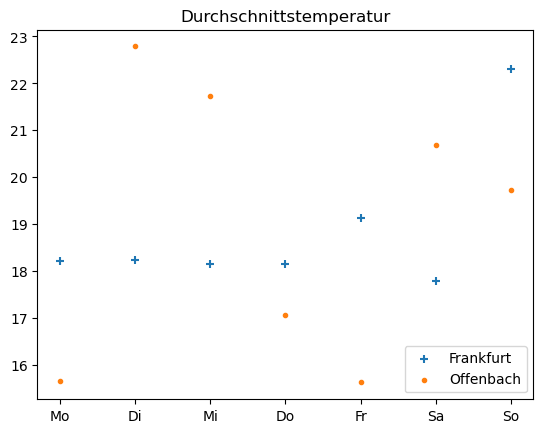 Durchschnittstemperatur
23
22
21
20
19
18
17
16
Frankfurt
Offenbach
Mo Di Mi Do Fr Sa So